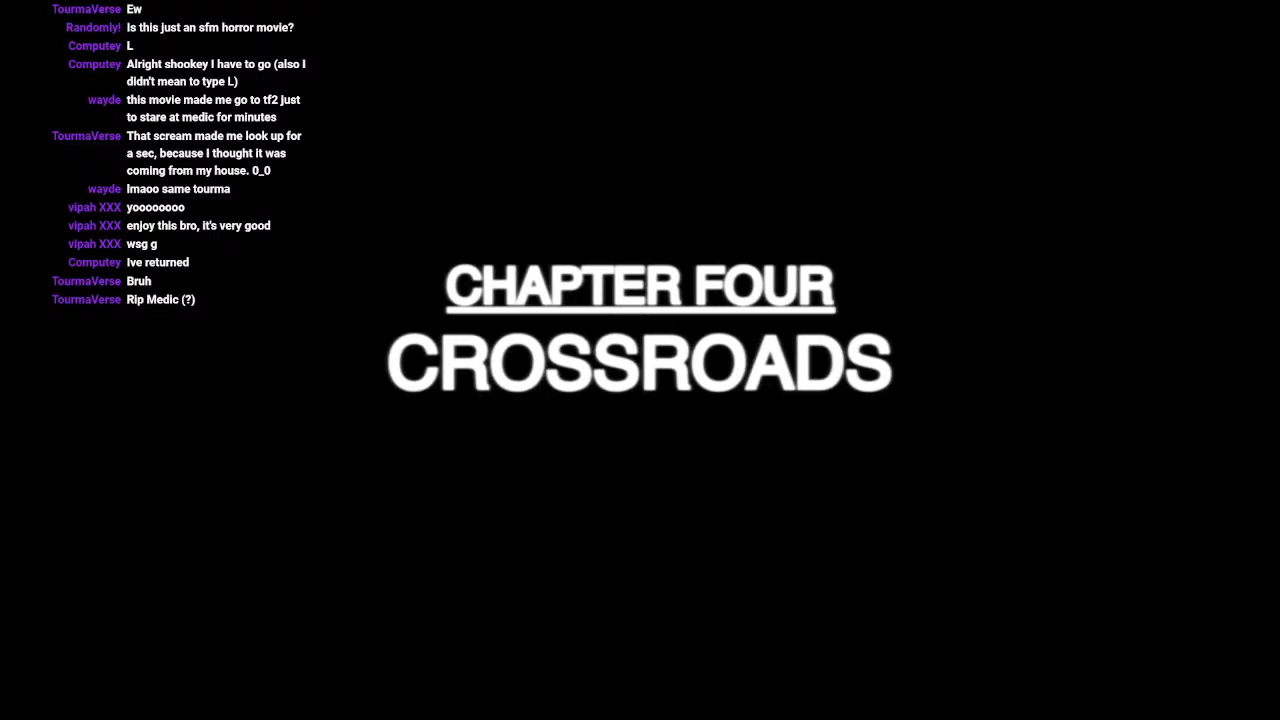 TourmaVerse Ew
Randomly! Is this just an sfm horror movie?
Computey L
Computey Alright shookey I have to go (also I
didn't mean to type L)
wayde this movie made me go to tf2 just
to stare at medic for minutes
TourmaVerse That scream made me look up for
a sec, because I thought it was
coming from my house. 0_0
wayde lmaoo same tourma
vipah XXX yoooooooo
vipah XXX enjoy this bro, it's very good
vipah XXX wsg g
Computey Ive returned
TourmaVerse Bruh
TourmaVerse Rip Medic (?)
CHAPTER FOUR
CROSSROADS